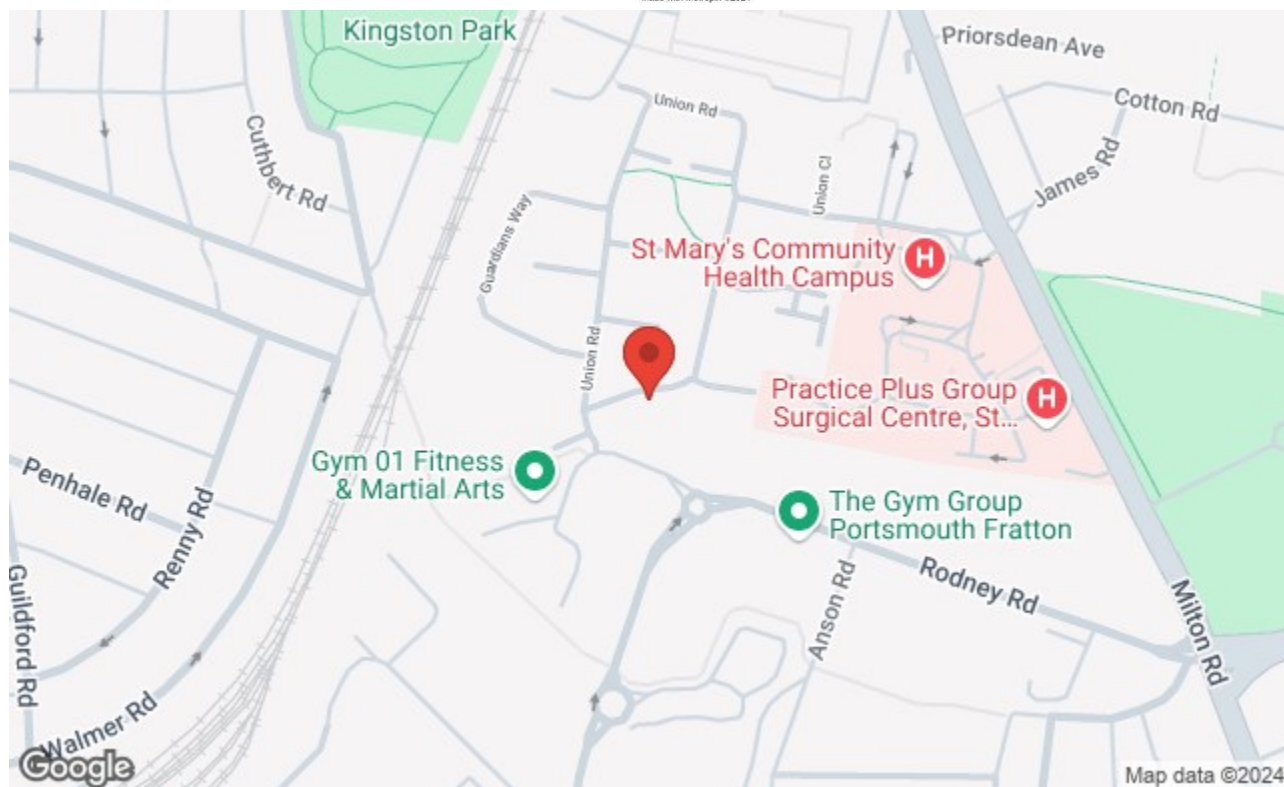 Kingston Park
Priorsdean Ave
Cotton Rd
Union Rd
Cuthbert Rd
James Rd
Union Cl
Guardians Way
St Mary's Community
Health Campus
Union Rd
Practice Plus Group
Surgical Centre, St...
Gym 01 Fitness
& Martial Arts
The Gym Group
Portsmouth Fratton
Penhale Rd
Renny Rd
Rodney Rd
Anson Rd
Guildford Rd
Milton Rd
Walmer Rd
Google
Map data ©2024